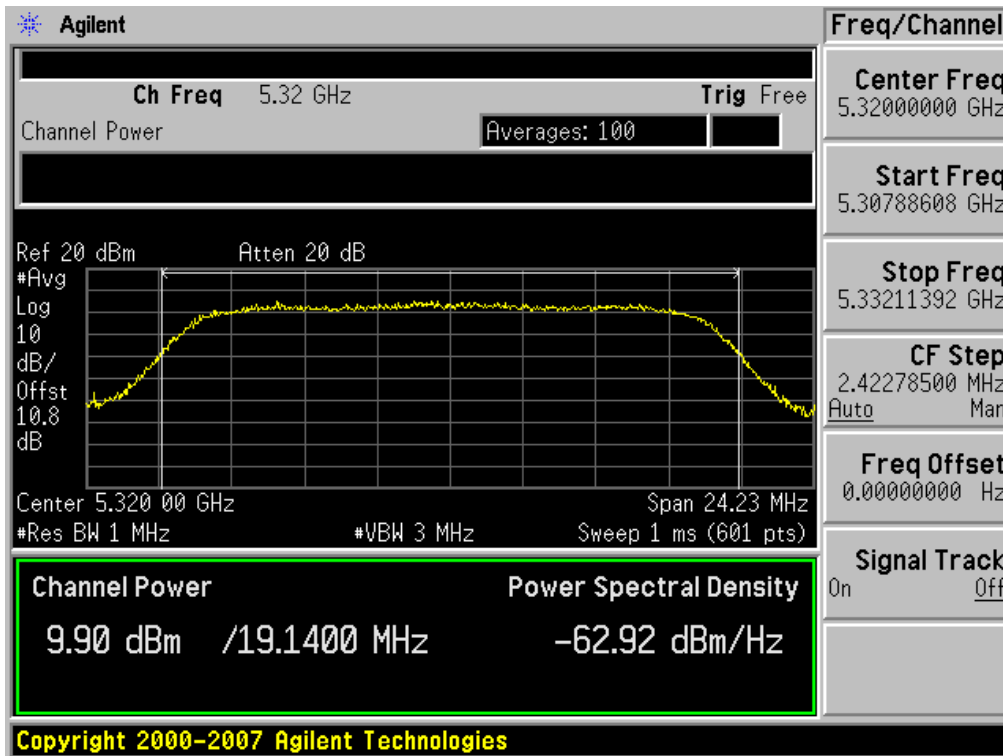 Agilent
Freq/Channel
Ch Freq 5.32 GHz Trig Free
Channel Power Averages: 100
Center Freq
5.32000000 GHz
Start Freq
5.30788608 GHz
Stop Freq
5.33211392 GHz
CF Step
2.42278500 MHz
Auto Man
Freq Offset
0.00000000 Hz
Signal Track
On Off
Ref 20 dBm Atten 20 dB
#Avg
Log
10
dB/
Offst
10.8
dB
Center 5.320 00 GHz Span 24.23 MHz
#Res BW 1 MHz #VBW 3 MHz Sweep 1 ms (601 pts)
Channel Power Power Spectral Density
9.90 dBm /19.1400 MHz -62.92 dBm/Hz
Copyright 2000-2007 Agilent Technologies